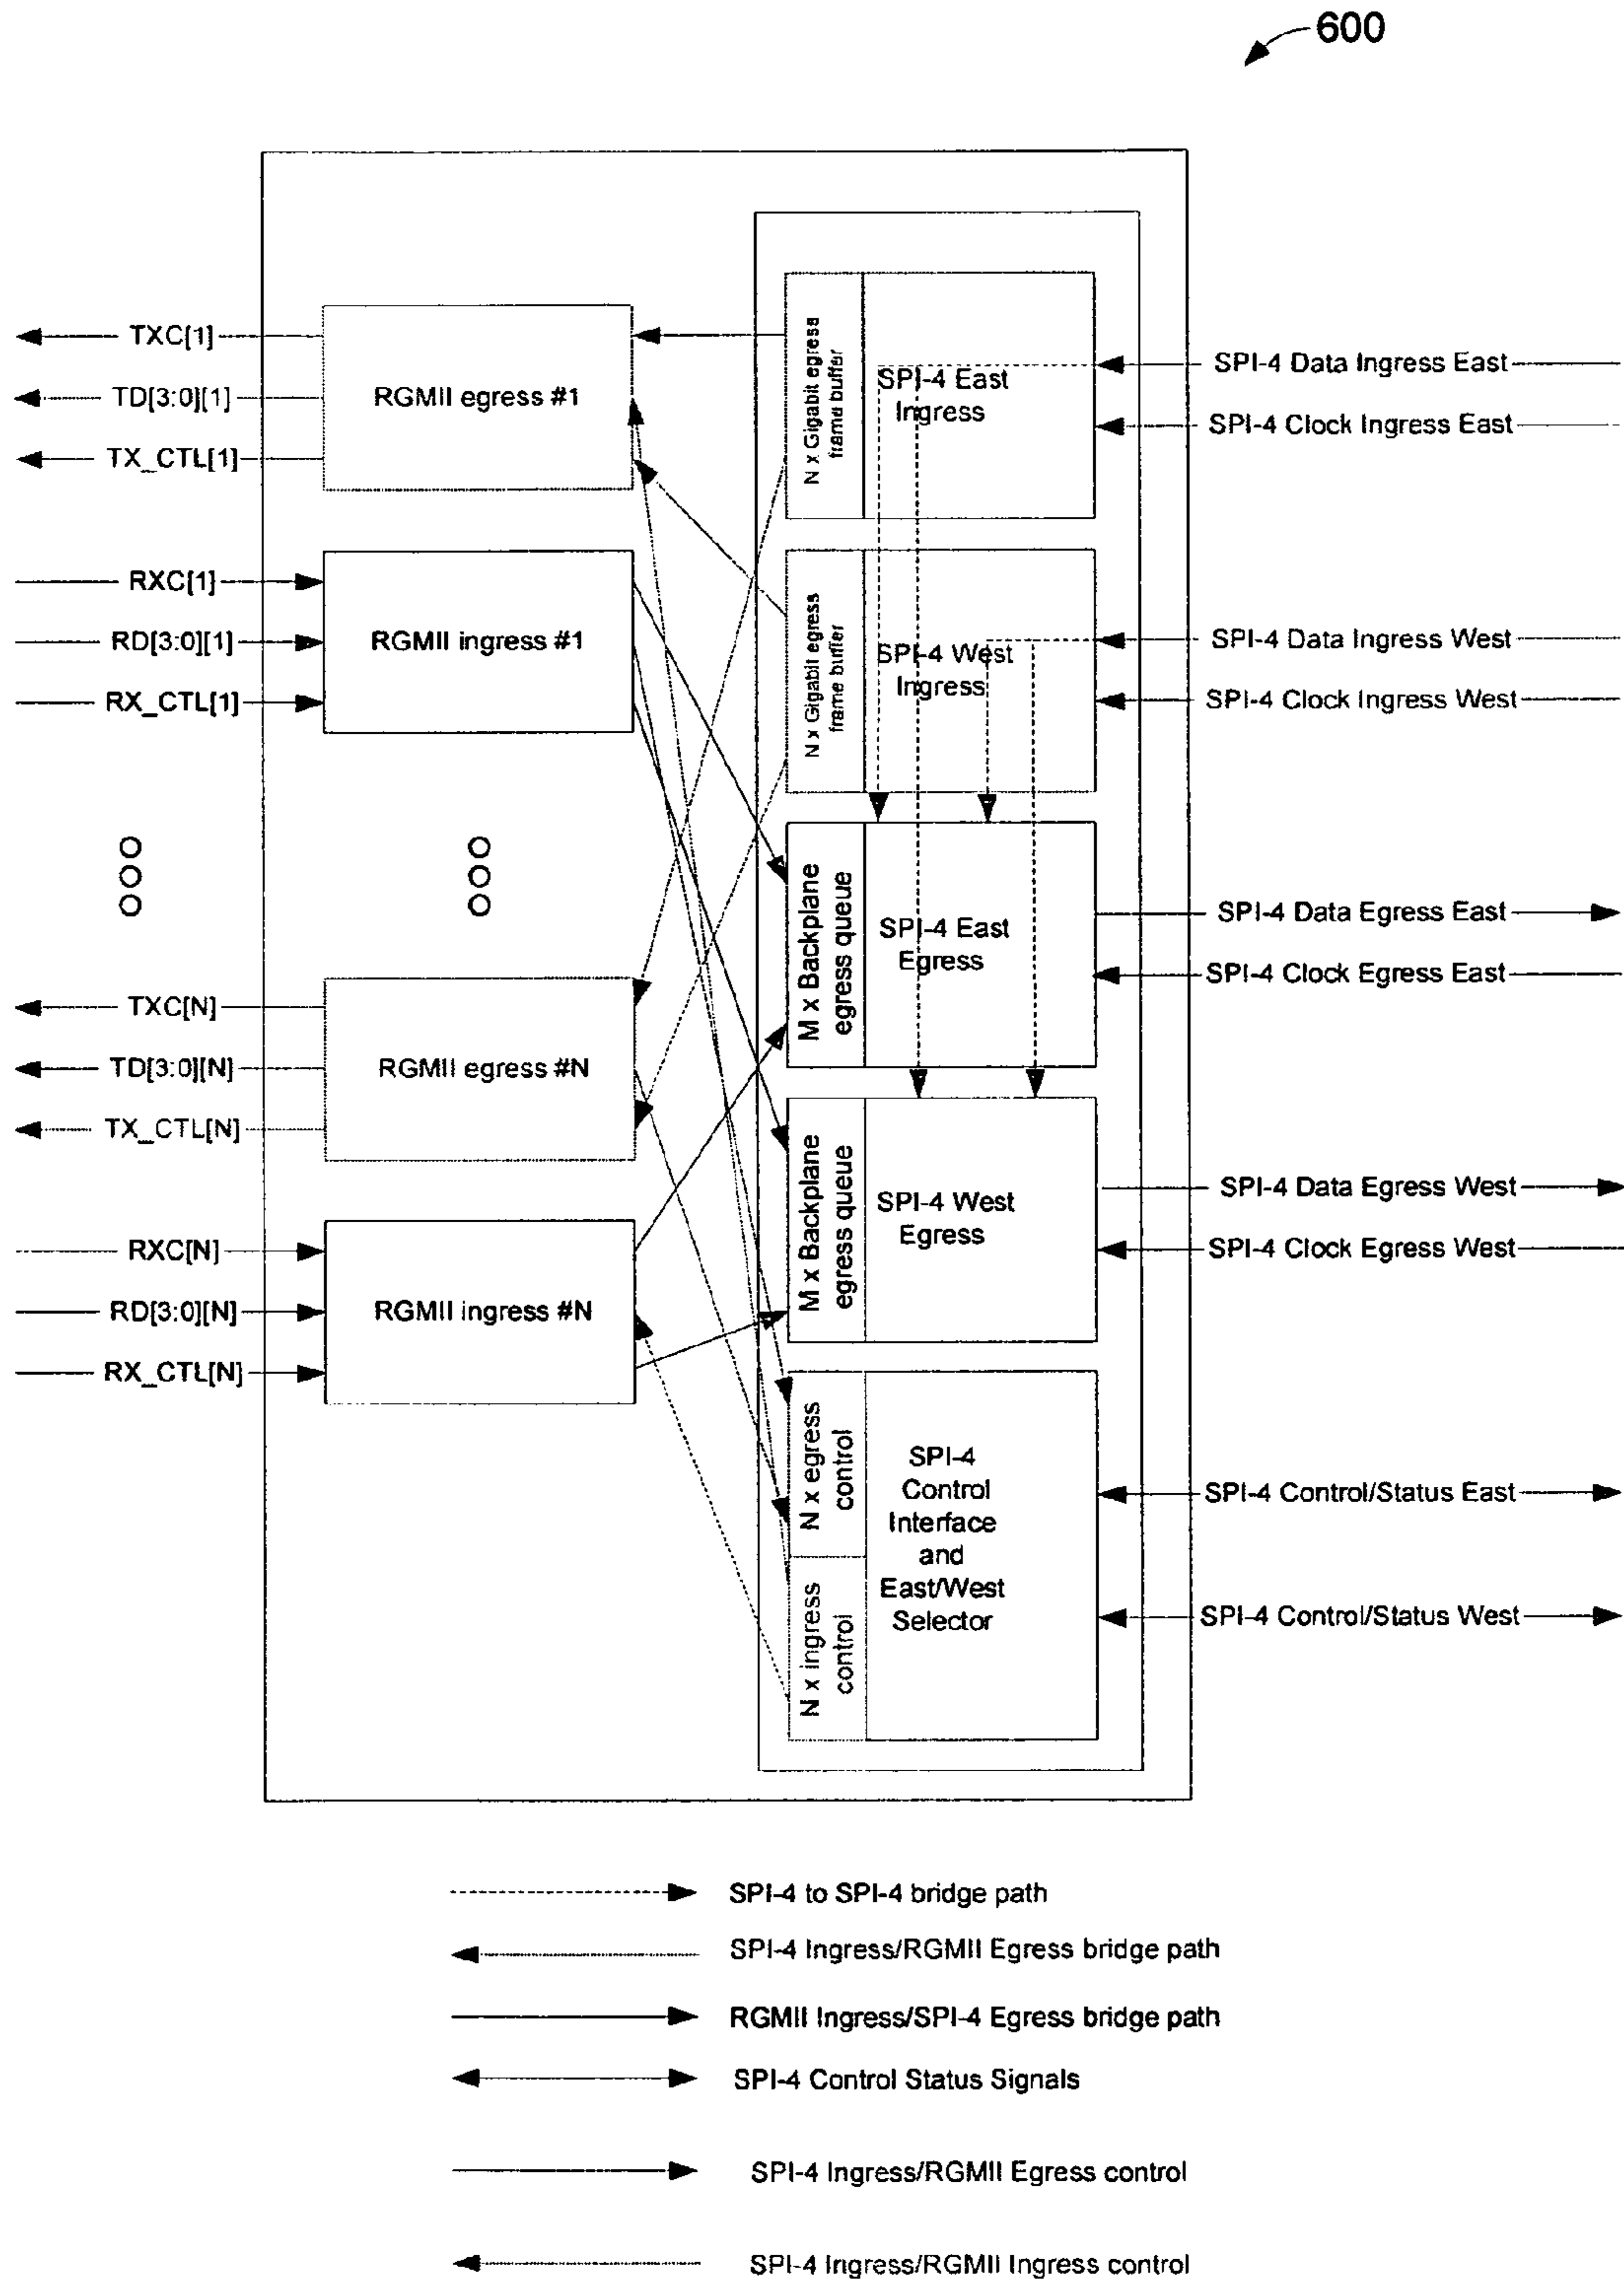 600
TXC[1]
TD[3:0][1]
TX_CTL[1]
RGMII egress #1
N x Gigabit egress
frame buffer
SPI-4 East
Ingress
SPI-4 Data Ingress East
SPI-4 Clock Ingress East
RXC[1]
RD[3:0][1]
RX_CTL[1]
RGMII ingress #1
N x Gigabit egress
frame buffer
SPI-4 West
Ingress
SPI-4 Data Ingress West
SPI-4 Clock Ingress West
M x Backplane
egress queue
SPI-4 East
Egress
SPI-4 Data Egress East
SPI-4 Clock Egress East
TXC[N]
TD[3:0][N]
TX_CTL[N]
RGMII egress #N
M x Backplane
egress queue
SPI-4 West
Egress
SPI-4 Data Egress West
SPI-4 Clock Egress West
RXC[N]
RD[3:0][N]
RX_CTL[N]
RGMII ingress #N
N x egress
control
N x ingress
control
SPI-4
Control
Interface
and
East/West
Selector
SPI-4 Control/Status East
SPI-4 Control/Status West
SPI-4 to SPI-4 bridge path
SPI-4 Ingress/RGMII Egress bridge path
RGMII Ingress/SPI-4 Egress bridge path
SPI-4 Control Status Signals
SPI-4 Ingress/RGMII Egress control
SPI-4 Ingress/RGMII Ingress control